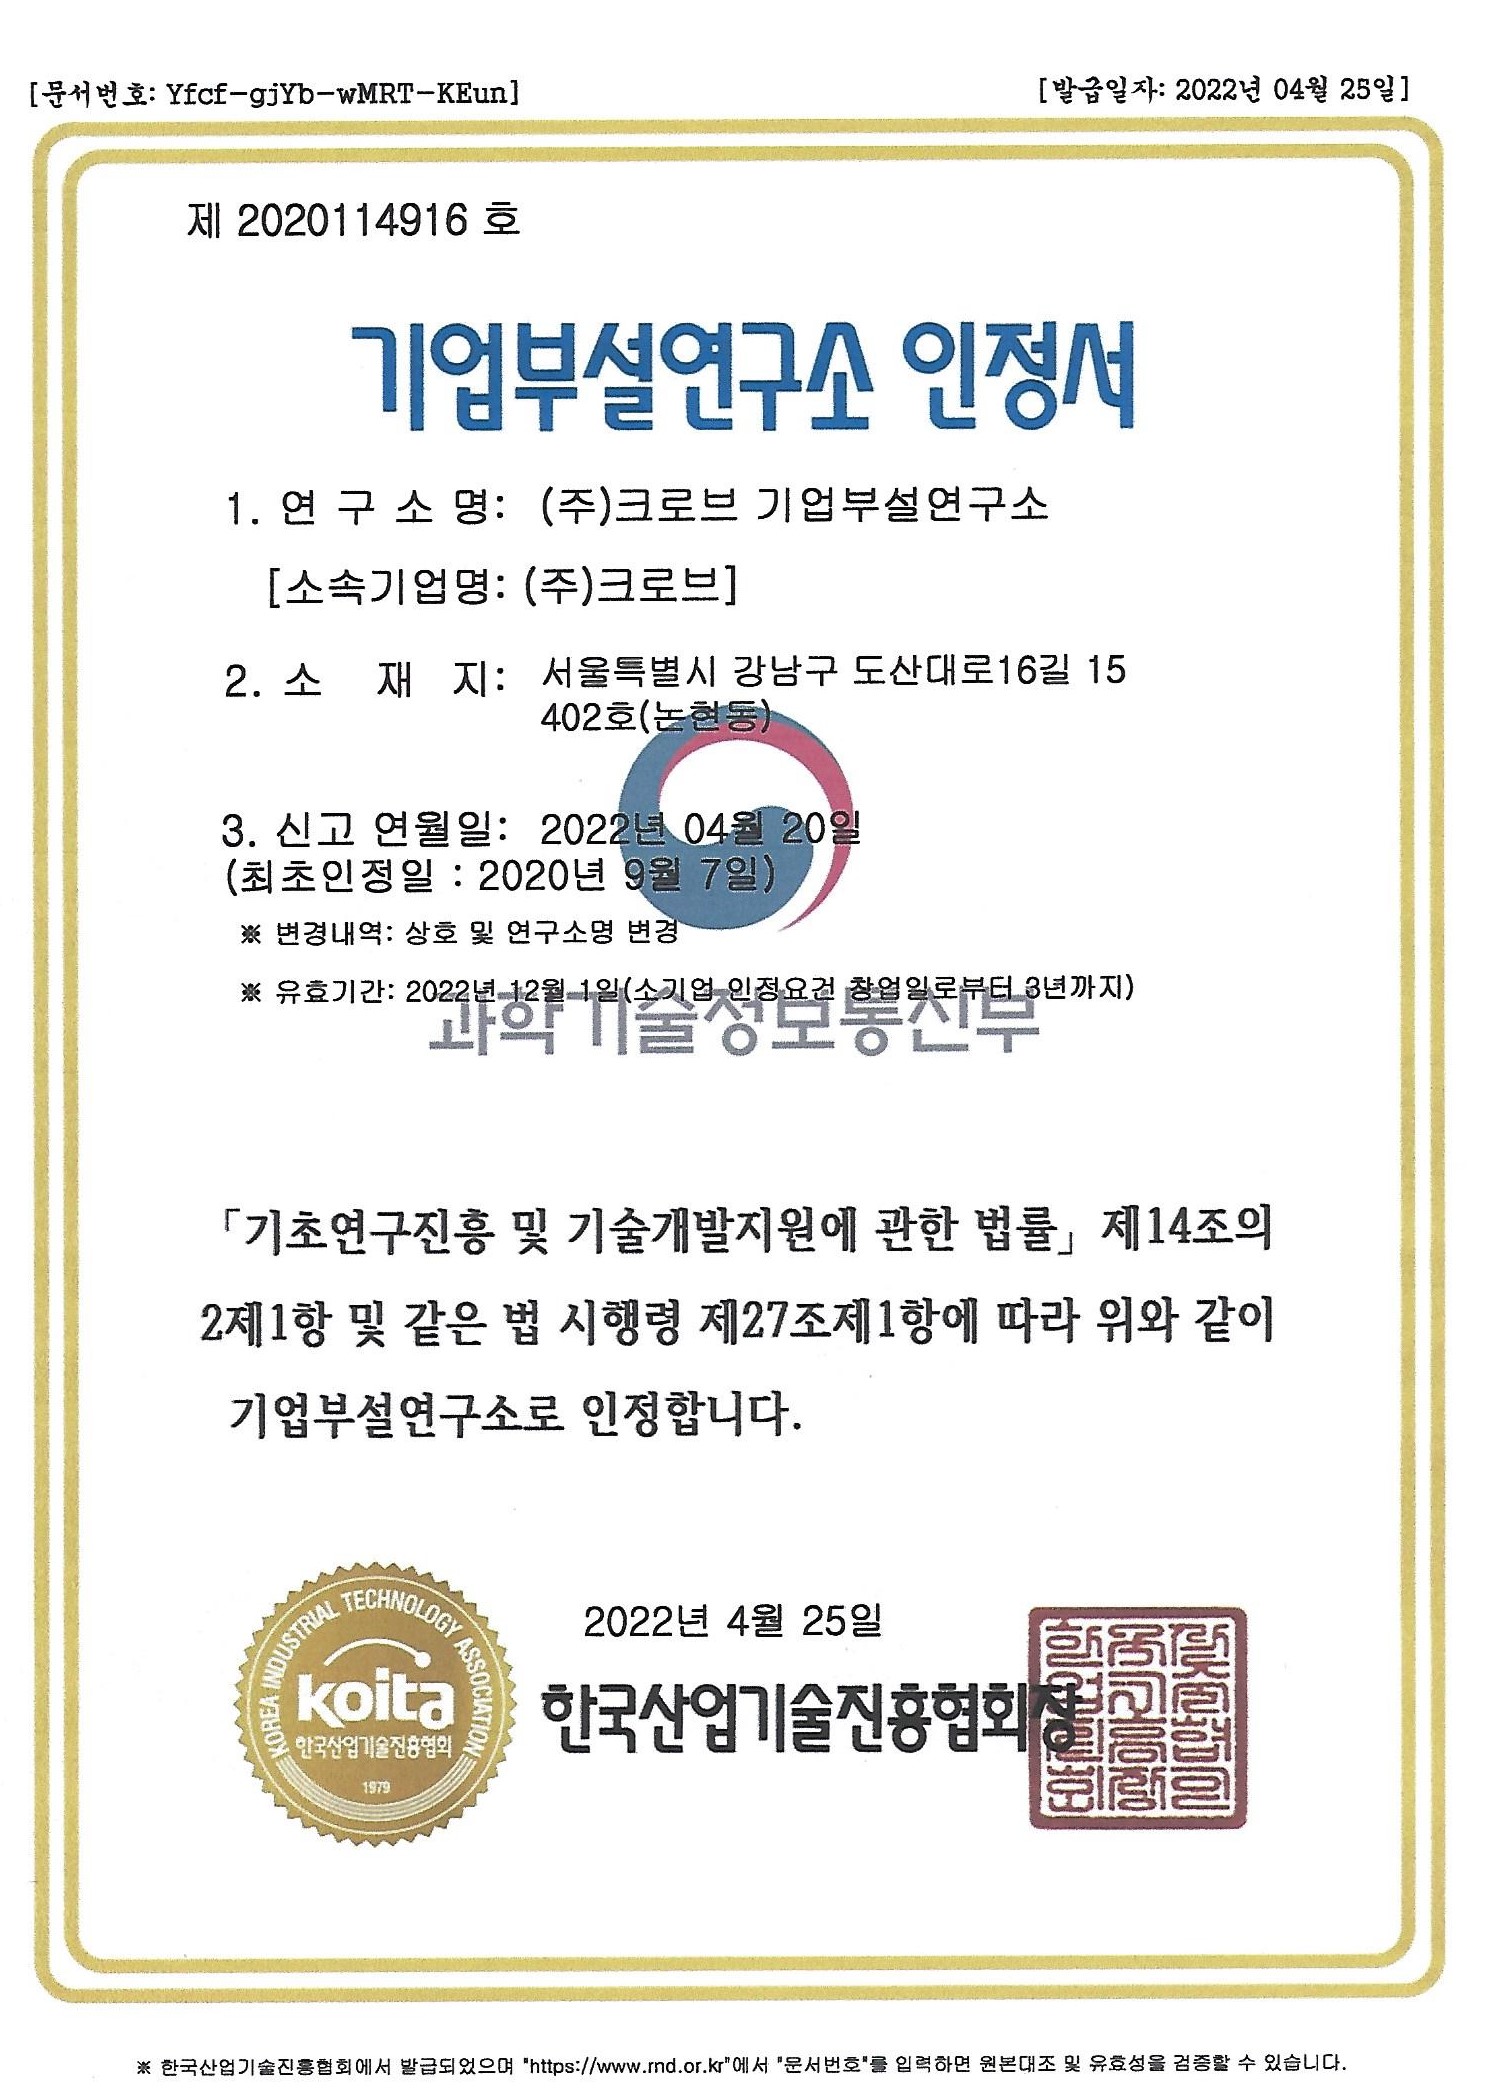 [문서번호: Yfcf-gjYb-wMRT-KEun]
[발급일자: 2022년 04월 25일]
제 2020114916 호
기업부설연구소 인정서
1. 연 구 소 명: (주)크로브 기업부설연구소
[소속기업명: (주)크로브]
2. 소 재 지: 서울특별시 강남구 도산대로16길 15
402호(논현동)
3. 신고 연월일: 2022년 04월 20일
(최초인정일 : 2020년 9월 7일)
※ 변경내역: 상호 및 연구소명 변경
※ 유효기간: 2022년 12월 1일(소기업 인정요건 창업일로부터 3년까지)
과학기술정보통신부
「기초연구진흥 및 기술개발지원에 관한 법률」 제14조의
2제1항 및 같은 법 시행령 제27조제1항에 따라 위와 같이
기업부설연구소로 인정합니다.
KOREA INDUSTRIAL TECHNOLOGY ASSOCIATION
koita
한국산업기술진흥협회
1979
2022년 4월 25일
한국산업기술진흥협회장
※ 한국산업기술진흥협회에서 발급되었으며 "https://www.rnd.or.kr"에서 "문서번호"를 입력하면 원본대조 및 유효성을 검증할 수 있습니다.